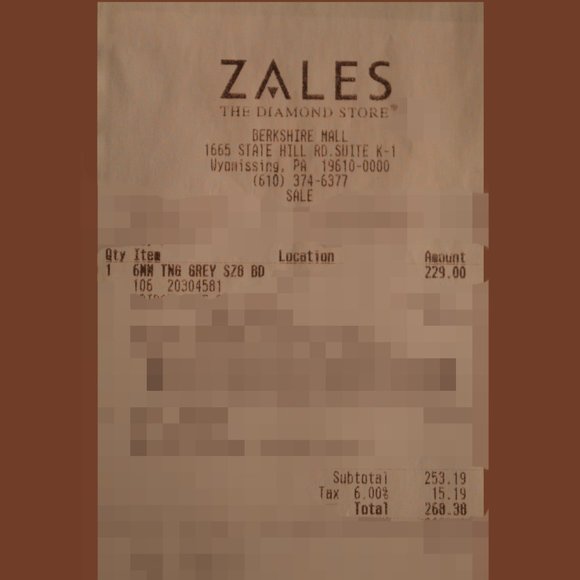 ZALES
THE DIAMOND STORE®
BERKSHIRE MALL
1665 STATE HILL RD.SUITE K-1
Wyomissing, PA 19610-0000
(610) 374-6377
SALE
Qty Item Location Amount
1 6MM TNG GREY SZ8 BD 229.00
106 20304581
Subtotal 253.19
Tax 6.00% 15.19
Total 268.38